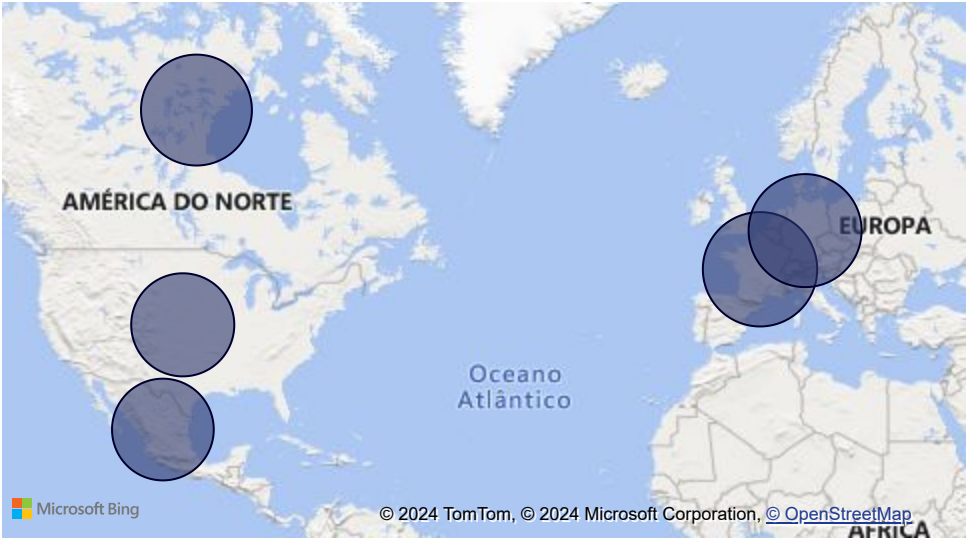 AMÉRICA DO NORTE
EUROPA
Oceano
Atlântico
Microsoft Bing
© 2024 TomTom, © 2024 Microsoft Corporation, © OpenStreetMap
ÁFRICA